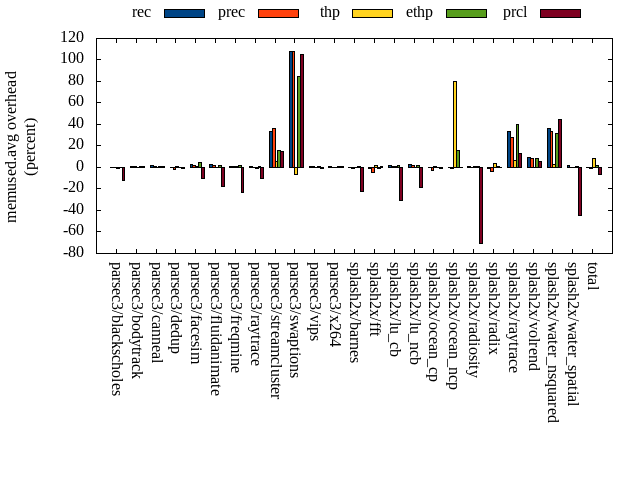 rec prec thp ethp prcl
memused.avg overhead
(percent)
120
100
80
60
40
20
0
-20
-40
-60
-80
parsec3/blackscholes
parsec3/bodytrack
parsec3/canneal
parsec3/dedup
parsec3/facesim
parsec3/fluidanimate
parsec3/freqmine
parsec3/raytrace
parsec3/streamcluster
parsec3/swaptions
parsec3/vips
parsec3/x264
splash2x/barnes
splash2x/fft
splash2x/lu_cb
splash2x/lu_ncb
splash2x/ocean_cp
splash2x/ocean_ncp
splash2x/radiosity
splash2x/radix
splash2x/raytrace
splash2x/volrend
splash2x/water_nsquared
splash2x/water_spatial
total